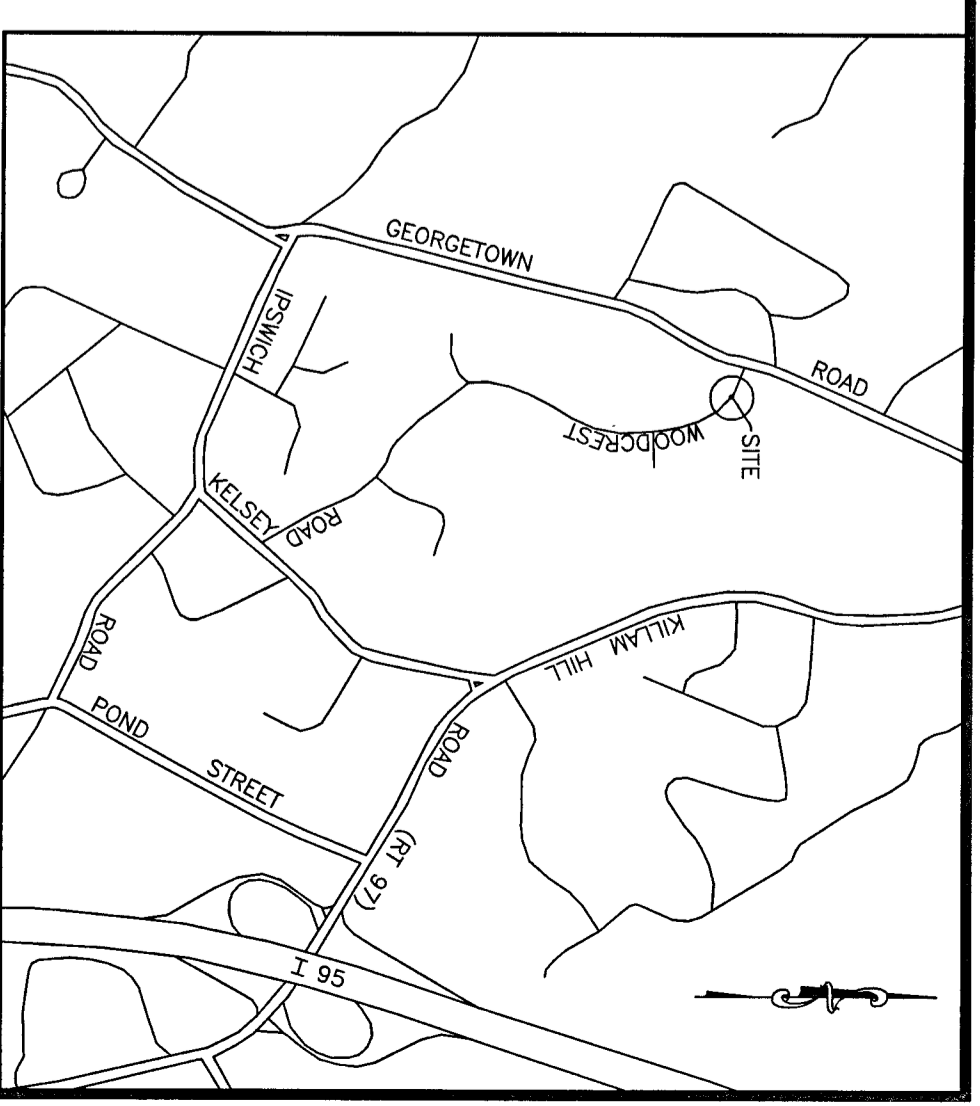 GEORGETOWN
ROAD
IPSWICH
WOODCREST
SITE
KELSEY
ROAD
ROAD
KILLAM HILL
POND
STREET
ROAD
(RT 97)
I 95